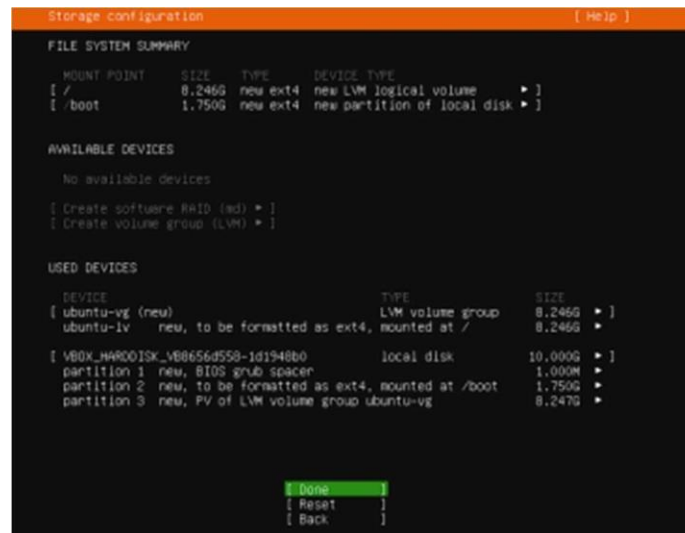 Storage configuration [ Help ]
FILE SYSTEM SUMMARY
MOUNT POINT SIZE TYPE DEVICE TYPE
[ / 8.246G new ext4 new LVM logical volume ▸ ]
[ /boot 1.750G new ext4 new partition of local disk ▸ ]
AVAILABLE DEVICES
No available devices
[ Create software RAID (md) ▸ ]
[ Create volume group (LVM) ▸ ]
USED DEVICES
DEVICE TYPE SIZE
[ ubuntu-vg (new) LVM volume group 8.246G ▸ ]
ubuntu-lv new, to be formatted as ext4, mounted at / 8.246G ▸
[ VBOX_HARDDISK_VB8656d558-1d1948b0 local disk 10.000G ▸ ]
partition 1 new, BIOS grub spacer 1.000M ▸
partition 2 new, to be formatted as ext4, mounted at /boot 1.750G ▸
partition 3 new, PV of LVM volume group ubuntu-vg 8.247G ▸
[ Done ]
[ Reset ]
[ Back ]